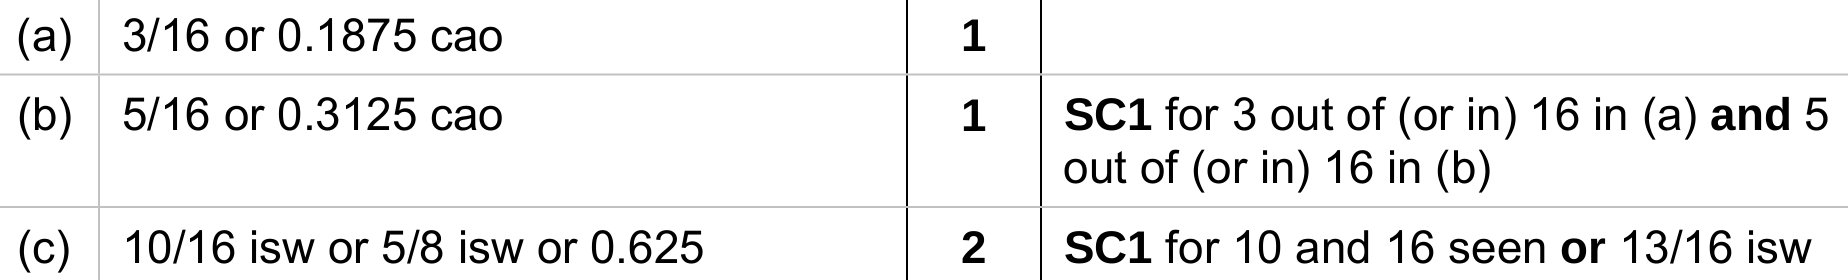 (a) 3/16 or 0.1875 cao 1
(b) 5/16 or 0.3125 cao 1 SC1 for 3 out of (or in) 16 in (a) and 5
out of (or in) 16 in (b)
(c) 10/16 isw or 5/8 isw or 0.625 2 SC1 for 10 and 16 seen or 13/16 isw